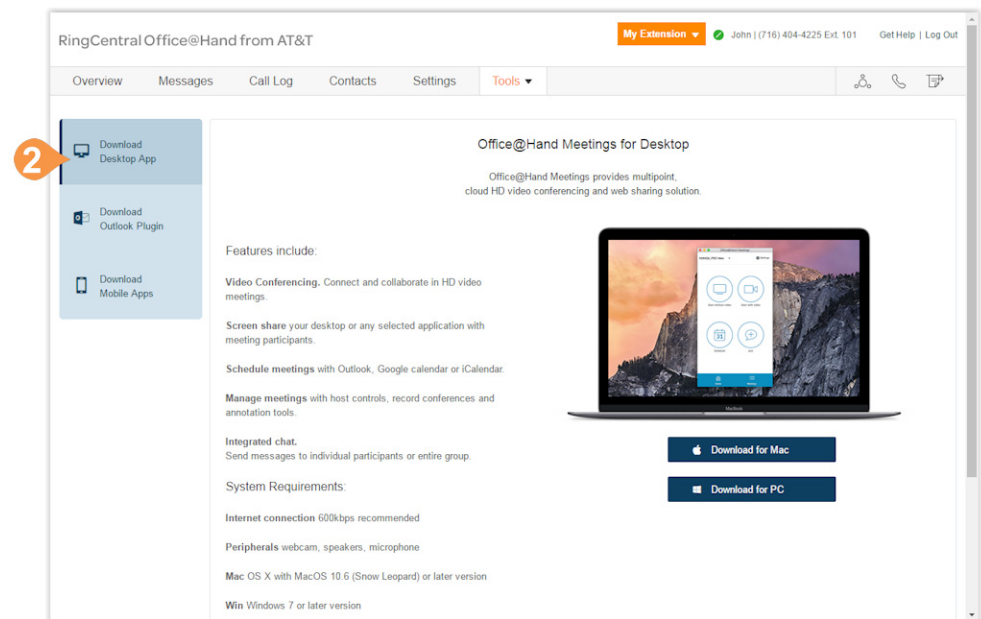 RingCentral Office@Hand from AT&T
My Extension
John | (716) 404-4225 Ext. 101
Get Help | Log Out
Overview
Messages
Call Log
Contacts
Settings
Tools
2
Download
Desktop App
Download
Outlook Plugin
Download
Mobile Apps
Office@Hand Meetings for Desktop
Office@Hand Meetings provides multipoint,
cloud HD video conferencing and web sharing solution.
Features include:
Video Conferencing. Connect and collaborate in HD video
meetings.
Screen share your desktop or any selected application with
meeting participants.
Schedule meetings with Outlook, Google calendar or iCalendar.
Manage meetings with host controls, record conferences and
annotation tools.
Integrated chat.
Send messages to individual participants or entire group.
System Requirements:
Internet connection 600kbps recommended
Peripherals webcam, speakers, microphone
Mac OS X with MacOS 10.6 (Snow Leopard) or later version
Win Windows 7 or later version
31
MacBook
Download for Mac
Download for PC